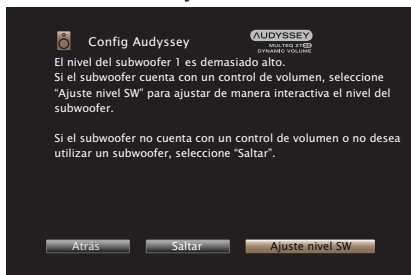 Config Audyssey
AUDYSSEY
MULTEQ XT32
DYNAMIC VOLUME
El nivel del subwoofer 1 es demasiado alto.
Si el subwoofer cuenta con un control de volumen, seleccione
“Ajuste nivel SW” para ajustar de manera interactiva el nivel del
subwoofer.
Si el subwoofer no cuenta con un control de volumen o no desea
utilizar un subwoofer, seleccione “Saltar”.
Atrás
Saltar
Ajuste nivel SW